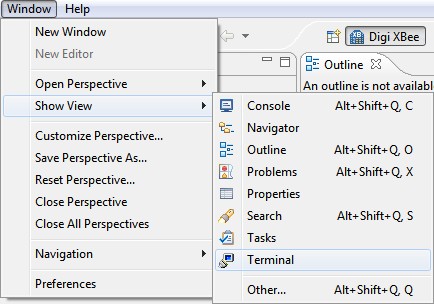 Window Help
New Window
New Editor
Open Perspective
Show View
Customize Perspective...
Save Perspective As...
Reset Perspective...
Close Perspective
Close All Perspectives
Navigation
Preferences
Digi XBee
Outline
An outline is not available
Console Alt+Shift+Q, C
Navigator
Outline Alt+Shift+Q, O
Problems Alt+Shift+Q, X
Properties
Search Alt+Shift+Q, S
Tasks
Terminal
Other... Alt+Shift+Q, Q